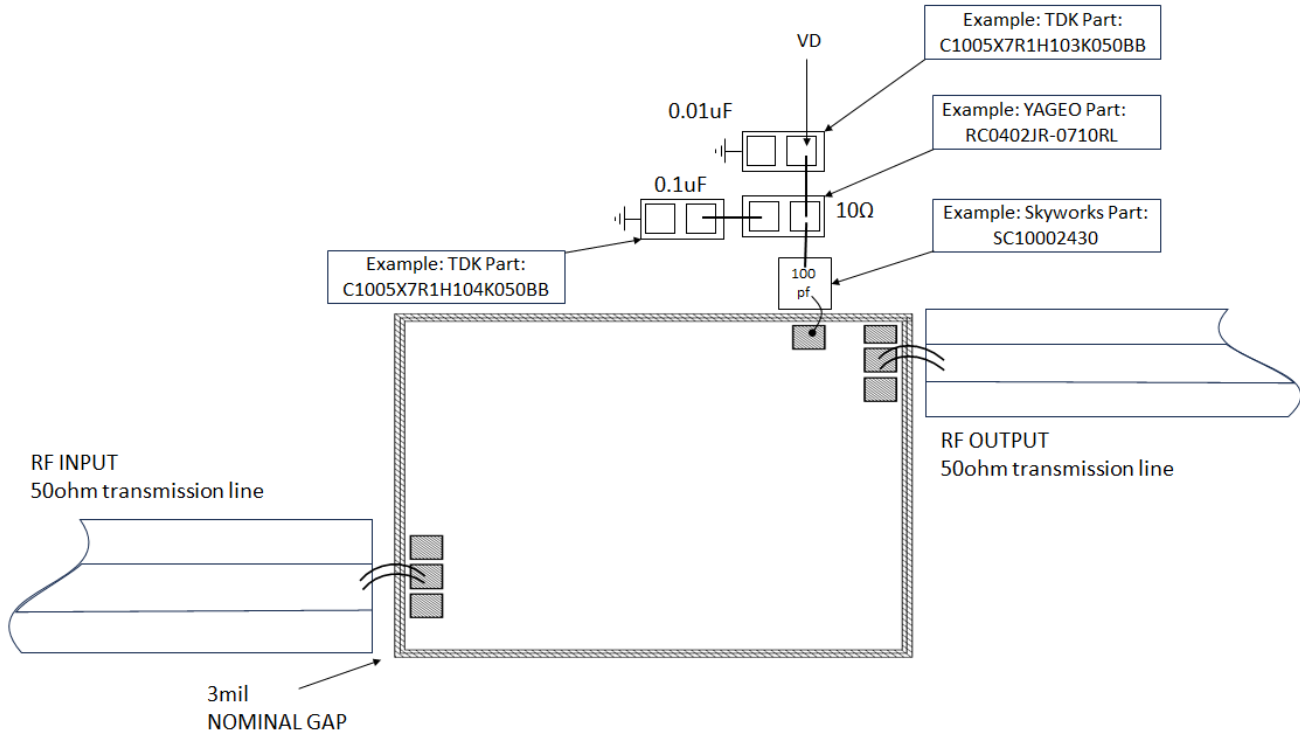 Example: TDK Part:
C1005X7R1H103K050BB
VD
0.01uF
Example: YAGEO Part:
RC0402JR-0710RL
0.1uF
10Ω
Example: Skyworks Part:
SC10002430
Example: TDK Part:
C1005X7R1H104K050BB
100
pf
RF OUTPUT
50ohm transmission line
RF INPUT
50ohm transmission line
3mil
NOMINAL GAP